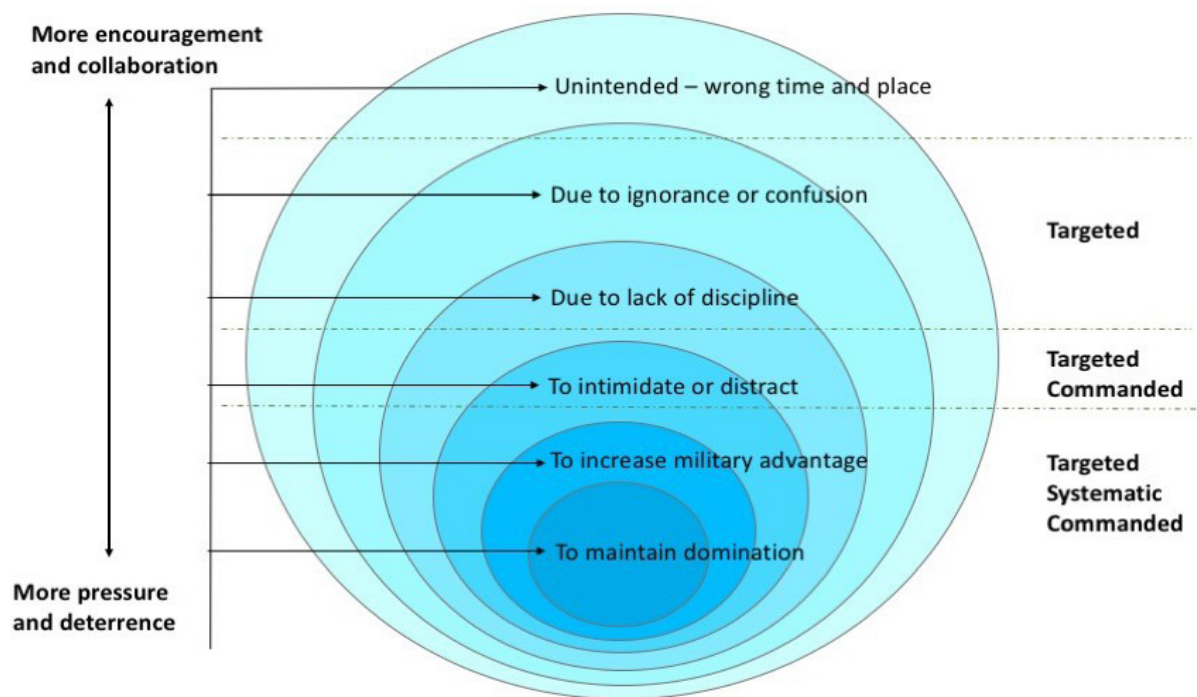 More encouragement
and collaboration
Unintended – wrong time and place
Due to ignorance or confusion
Targeted
Due to lack of discipline
To intimidate or distract
Targeted
Commanded
To increase military advantage
Targeted
Systematic
Commanded
To maintain domination
More pressure
and deterrence